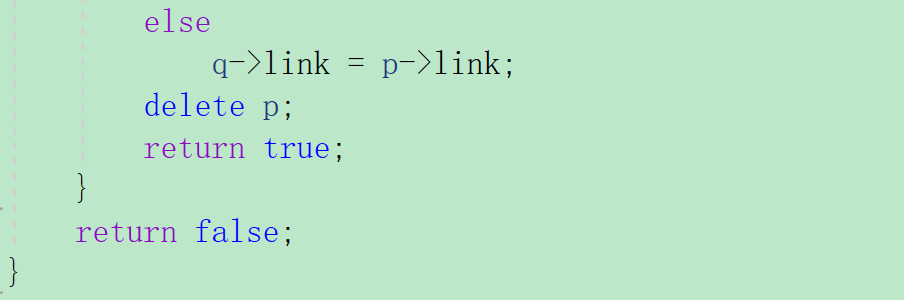 else
q->link = p->link;
delete p;
return true;
}
return false;
}